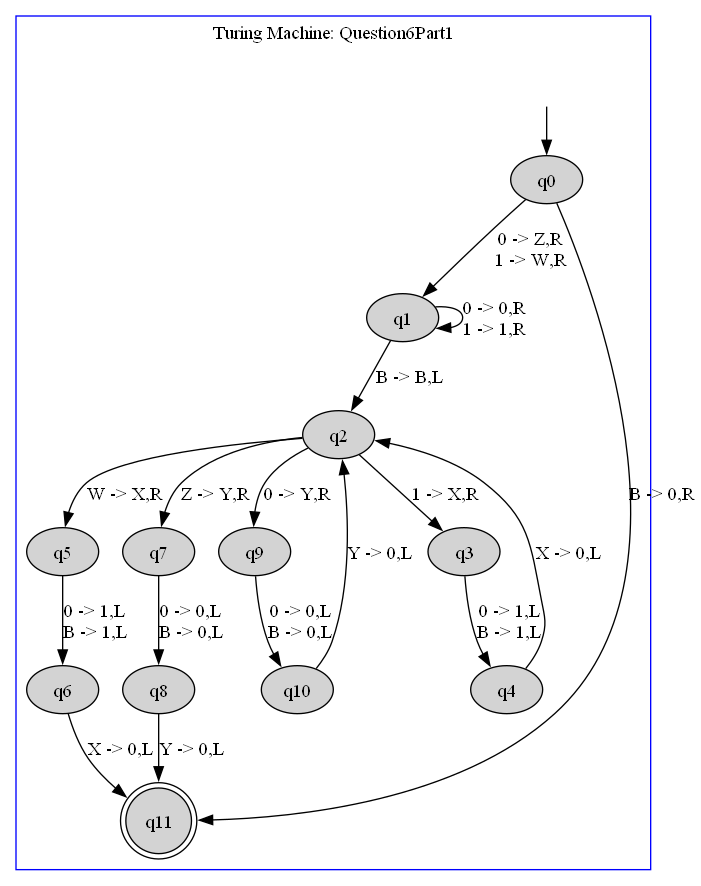 Turing Machine: Question6Part1
q0
0 -> Z,R
1 -> W,R
q1
0 -> 0,R
1 -> 1,R
B -> B,L
q2
W -> X,R
Z -> Y,R
0 -> Y,R
1 -> X,R
B -> 0,R
q5
q7
q9
q3
Y -> 0,L
X -> 0,L
0 -> 1,L
B -> 1,L
0 -> 0,L
B -> 0,L
0 -> 0,L
B -> 0,L
0 -> 1,L
B -> 1,L
q6
q8
q10
q4
X -> 0,L
Y -> 0,L
q11